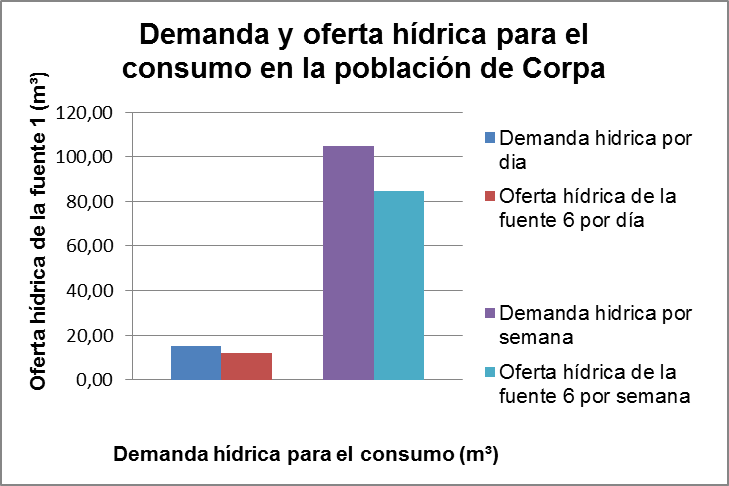 Demanda y oferta hídrica para el
consumo en la población de Corpa
Oferta hídrica de la fuente 1 (m³)
120,00
100,00
80,00
60,00
40,00
20,00
0,00
Demanda hidrica por
dia
Oferta hídrica de la
fuente 6 por día
Demanda hidrica por
semana
Oferta hídrica de la
fuente 6 por semana
Demanda hídrica para el consumo (m³)